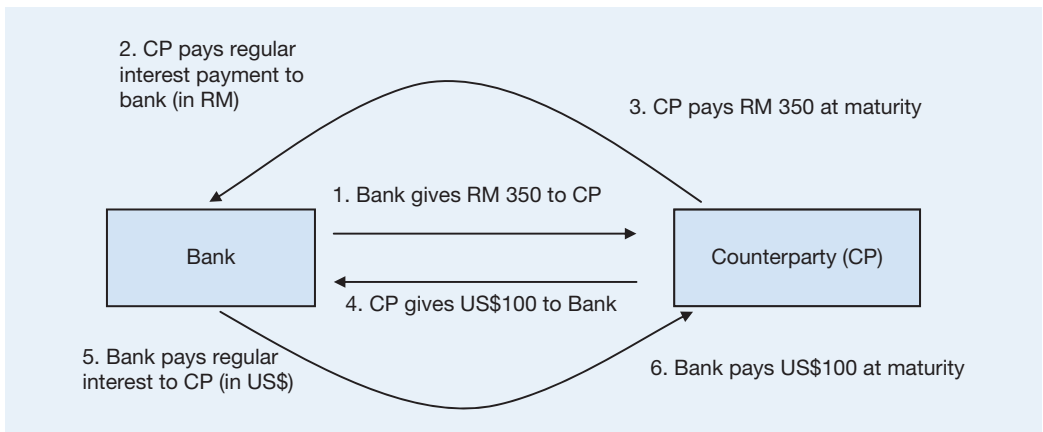 2. CP pays regular
interest payment to
bank (in RM)
3. CP pays RM 350 at maturity
1. Bank gives RM 350 to CP
Bank
Counterparty (CP)
4. CP gives US$100 to Bank
5. Bank pays regular
interest to CP (in US$)
6. Bank pays US$100 at maturity